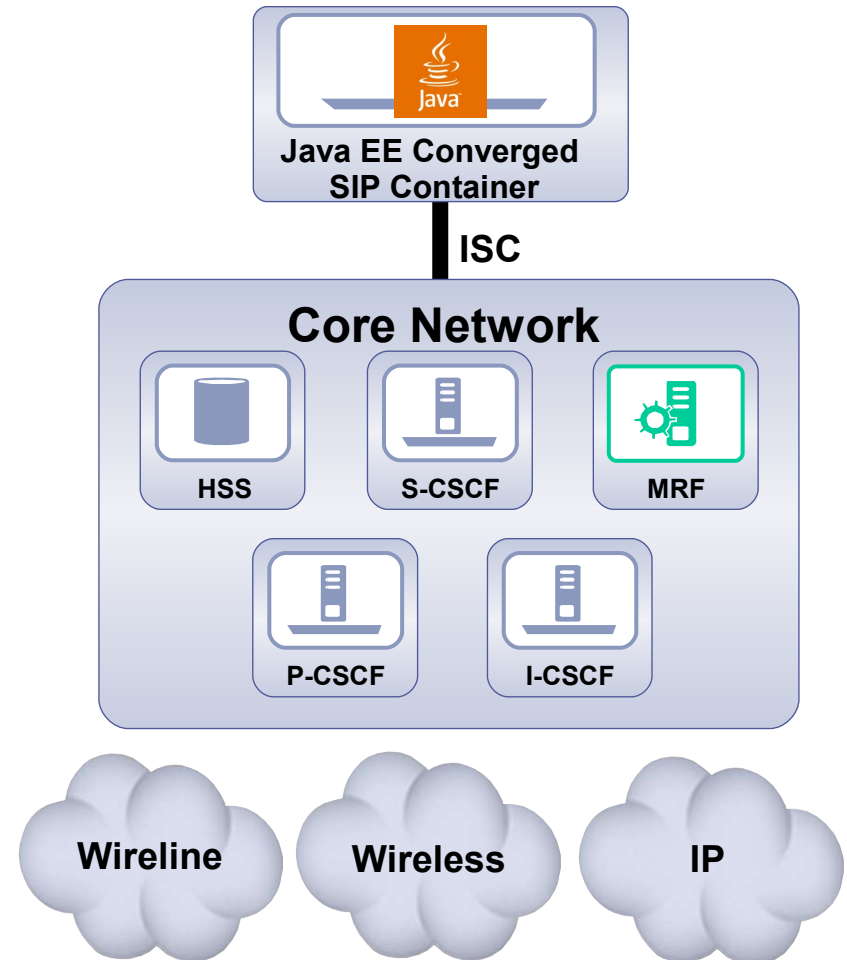 Java
Java EE Converged
SIP Container
ISC
Core Network
HSS
S-CSCF
MRF
P-CSCF
I-CSCF
Wireline
Wireless
IP